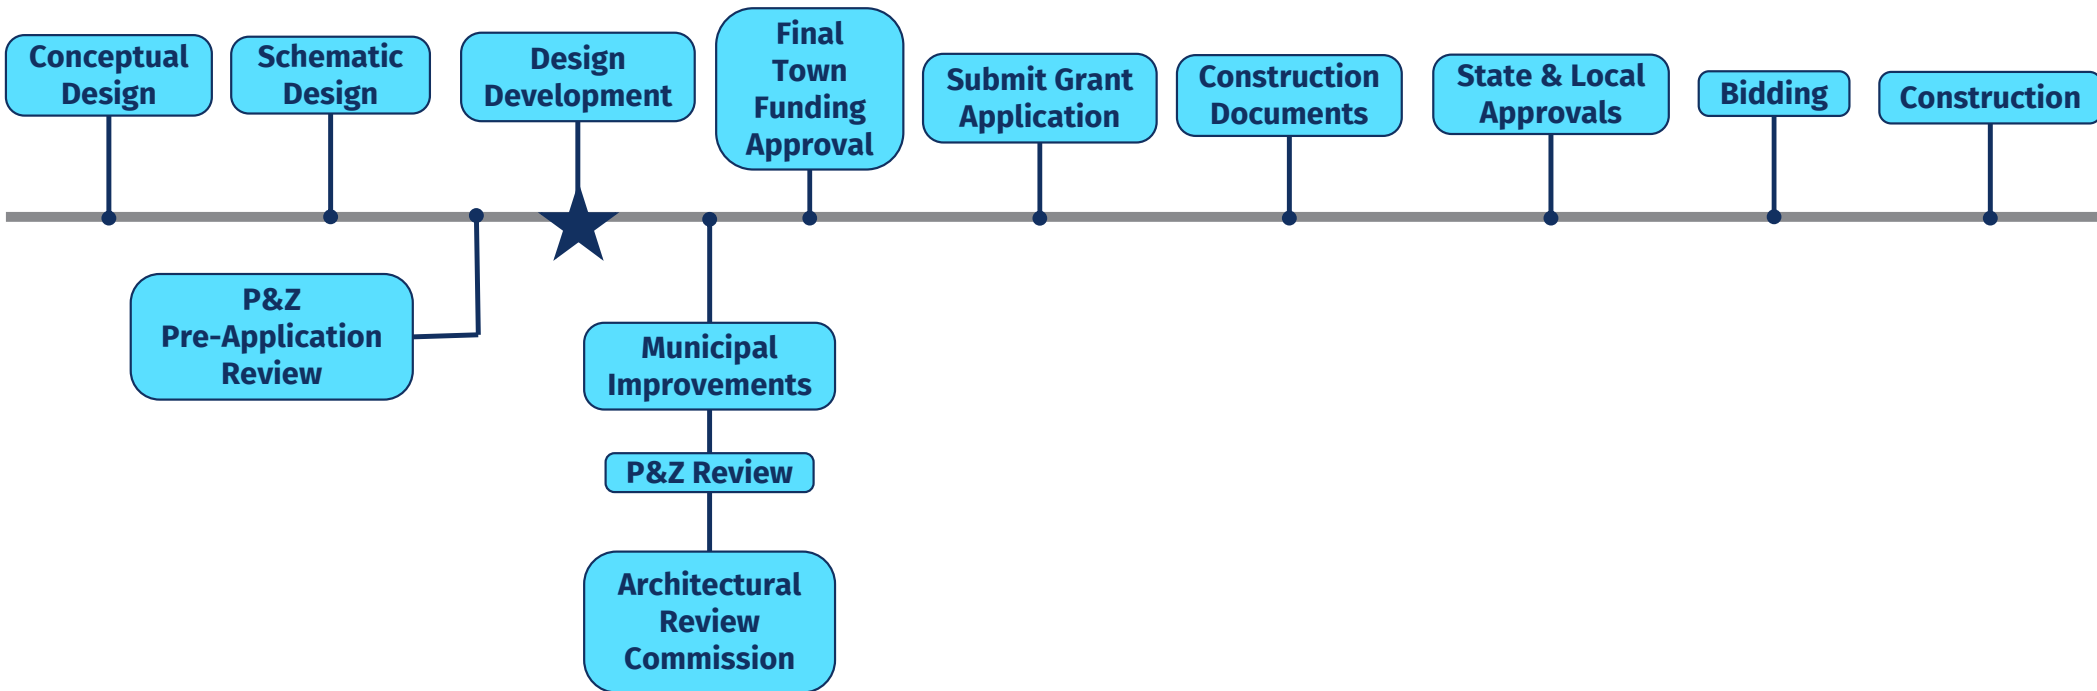 Conceptual
Design
Schematic
Design
Design
Development
Final
Town
Funding
Approval
Submit Grant
Application
Construction
Documents
State & Local
Approvals
Bidding
Construction
P&Z
Pre-Application
Review
Municipal
Improvements
P&Z Review
Architectural
Review
Commission